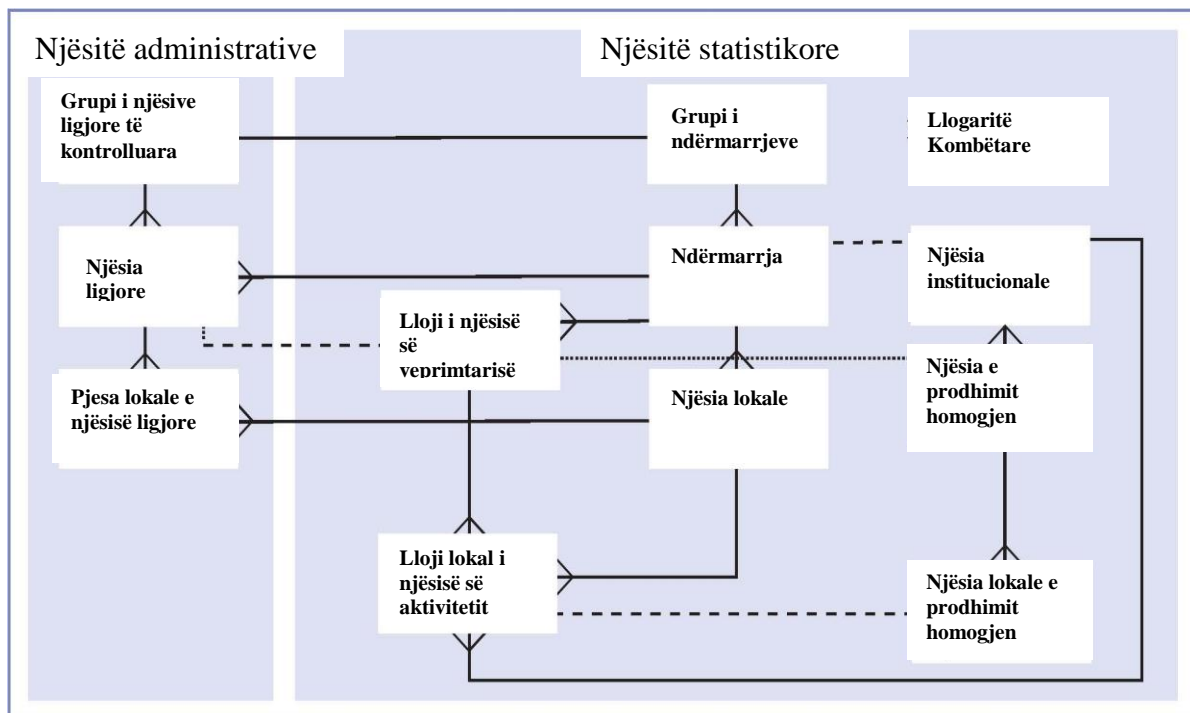 Njësitë administrative
Njësitë statistikore
Grupi i njësive
ligjore të
kontrolluara
Grupi i
ndërmarrjeve
Llogaritë
Kombëtare
Njësia
ligjore
Ndërmarrja
Njësia
institucionale
Lloji i njësisë
së
veprimtarisë
Pjesa lokale e
njësisë ligjore
Njësia lokale
Njësia e
prodhimit
homogjen
Lloji lokal i
njësisë së
aktivitetit
Njësia lokale e
prodhimit
homogjen